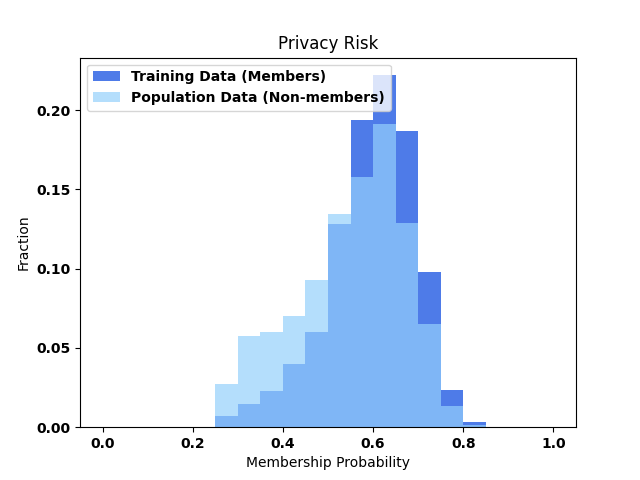 Privacy Risk
Training Data (Members)
Population Data (Non-members)
Fraction
0.20
0.15
0.10
0.05
0.00
0.0 0.2 0.4 0.6 0.8 1.0
Membership Probability